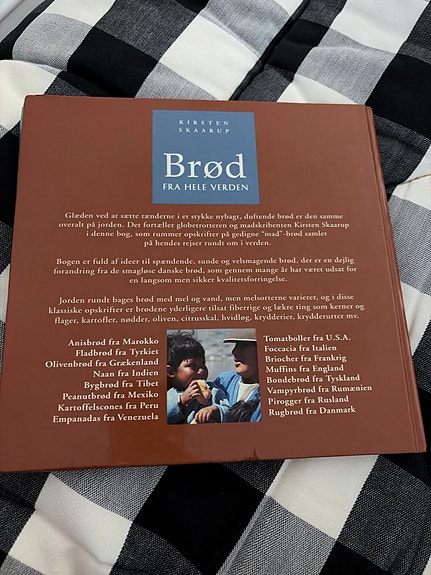 KIRSTEN
SKAARUP
Brød
FRA HELE VERDEN
Glæden ved at sætte tænderne i et stykke nybagt, duftende brød er den samme
overalt på jorden. Det fortæller globetrotteren og madskribenten Kirsten Skaarup
i denne bog, som rummer opskrifter på gedigne "mad"-brød samlet
på hendes rejser rundt om i verden.
Bogen er fuld af ideer til spændende, sunde og velsmagende brød, der er en dejlig
forandring fra de smagløse danske brød, som gennem mange år har været udsat for
en langsom men sikker kvalitetsforringelse.
Jorden rundt bages brød med mel og vand, men melsorterne varierer, og i disse
klassiske opskrifter er brødene yderligere tilsat fiberrige og lækre ting som kerner og
flager, kartofler, nødder, oliven, citrusskal, hvidløg, krydderier, krydderurter mv.
Anisbrød fra Marokko
Fladbrød fra Tyrkiet
Olivenbrød fra Grækenland
Naan fra Indien
Bygbrød fra Tibet
Peanutbrød fra Mexiko
Kartoffelscones fra Peru
Empanadas fra Venezuela
Tomatboller fra U.S.A.
Foccacia fra Italien
Briocher fra Frankrig
Muffins fra England
Bondebrød fra Tyskland
Vampyrbrød fra Rumænien
Pirogger fra Rusland
Rugbrød fra Danmark